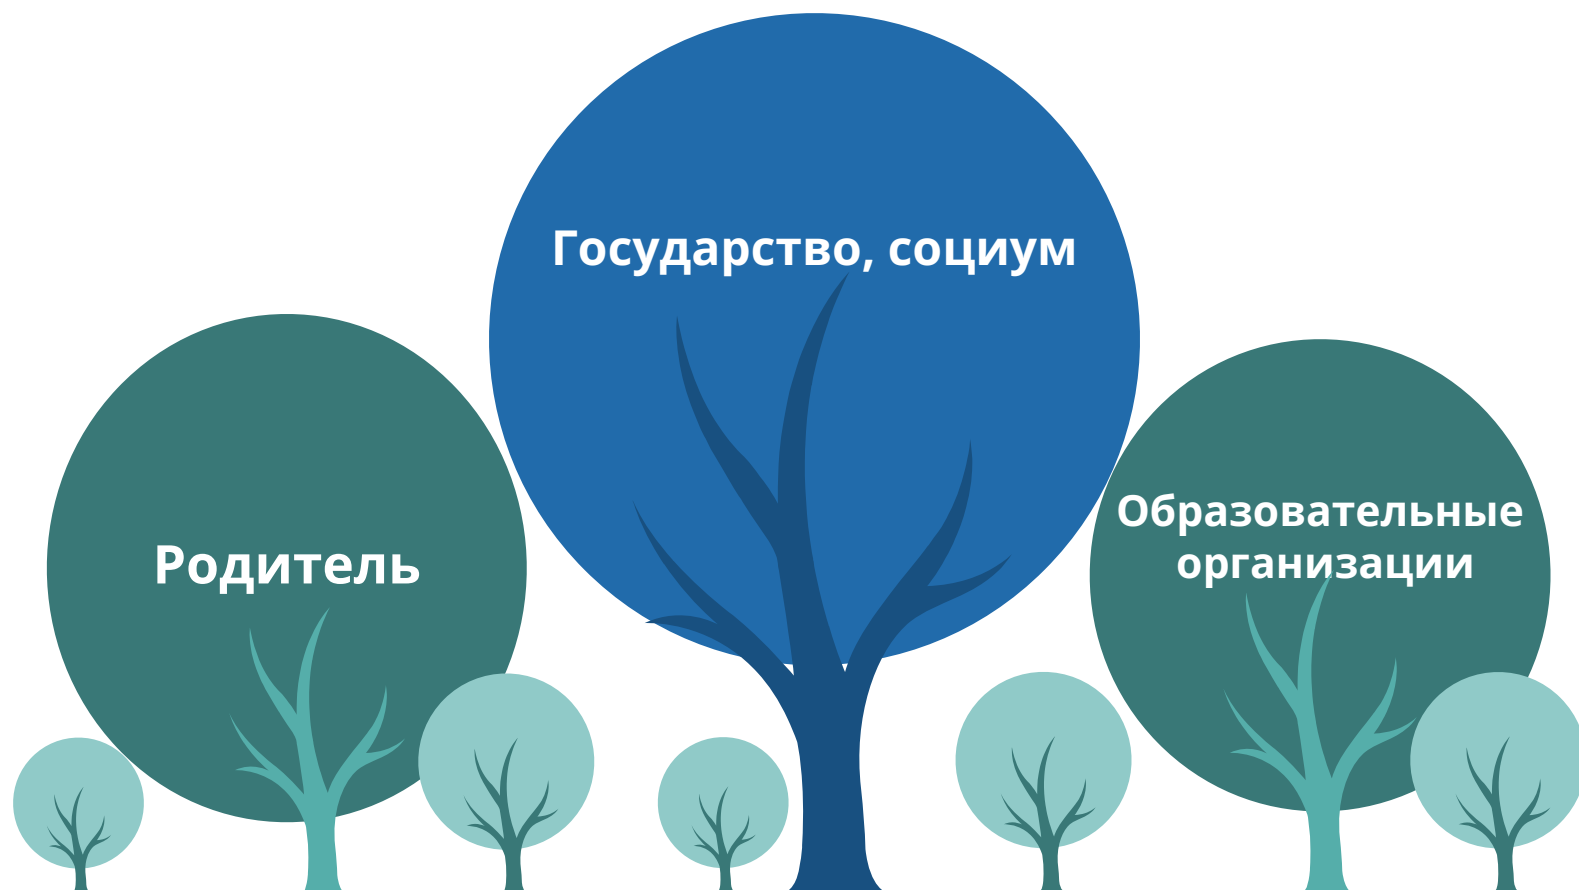 Государство, социум
Родитель
Образовательные
организации